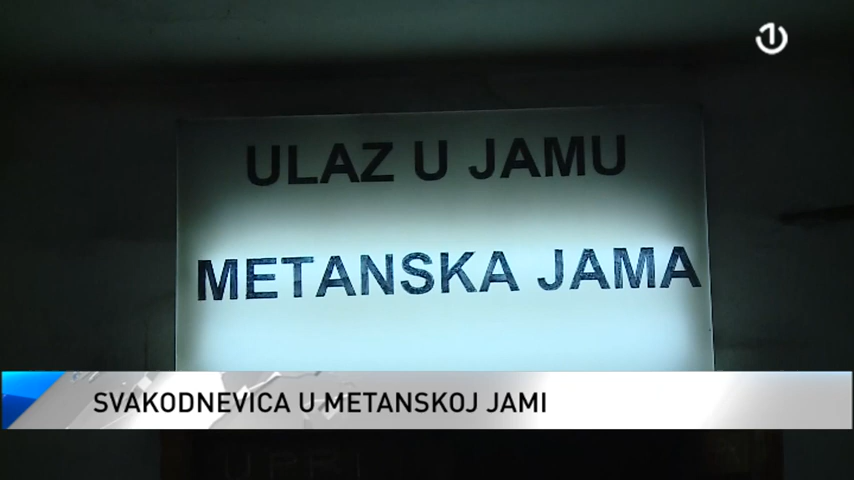 ULAZ U JAMU
METANSKA JAMA
SVAKODNEVICA U METANSKOJ JAMI